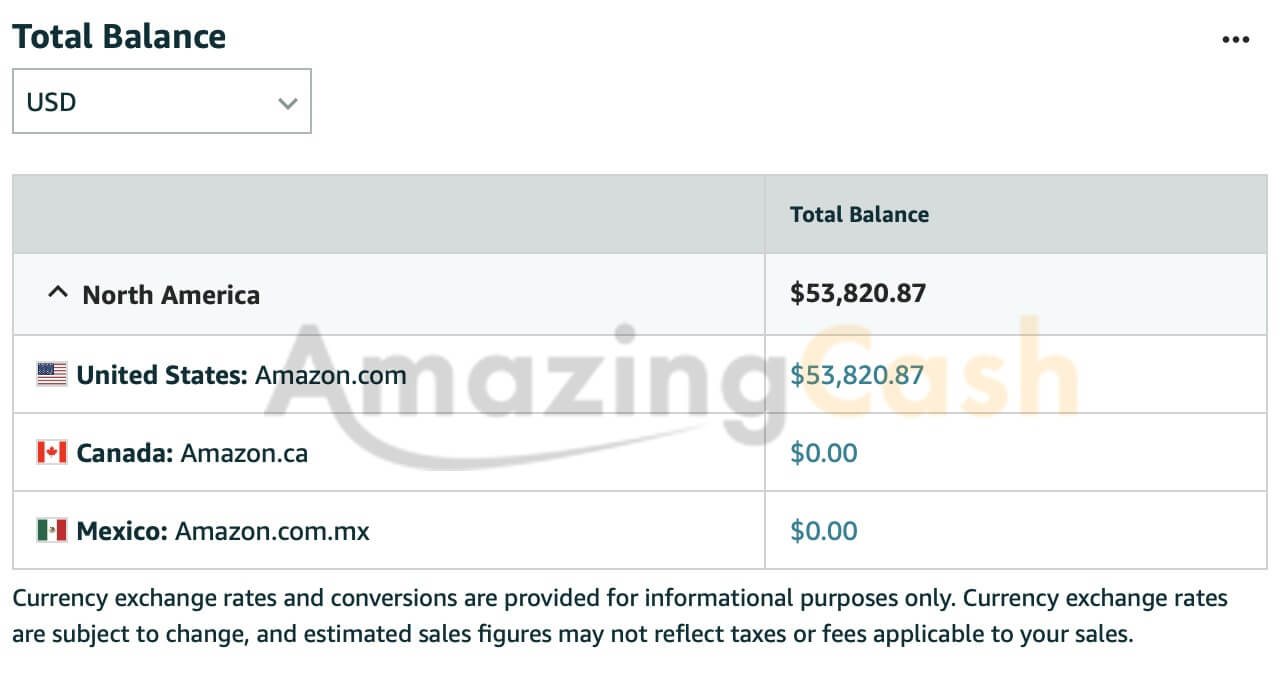 Total Balance
•••
USD
Total Balance
North America
$53,820.87
United States: Amazon.com
$53,820.87
Canada: Amazon.ca
$0.00
Mexico: Amazon.com.mx
$0.00
AmazingCash
Currency exchange rates and conversions are provided for informational purposes only. Currency exchange rates
are subject to change, and estimated sales figures may not reflect taxes or fees applicable to your sales.